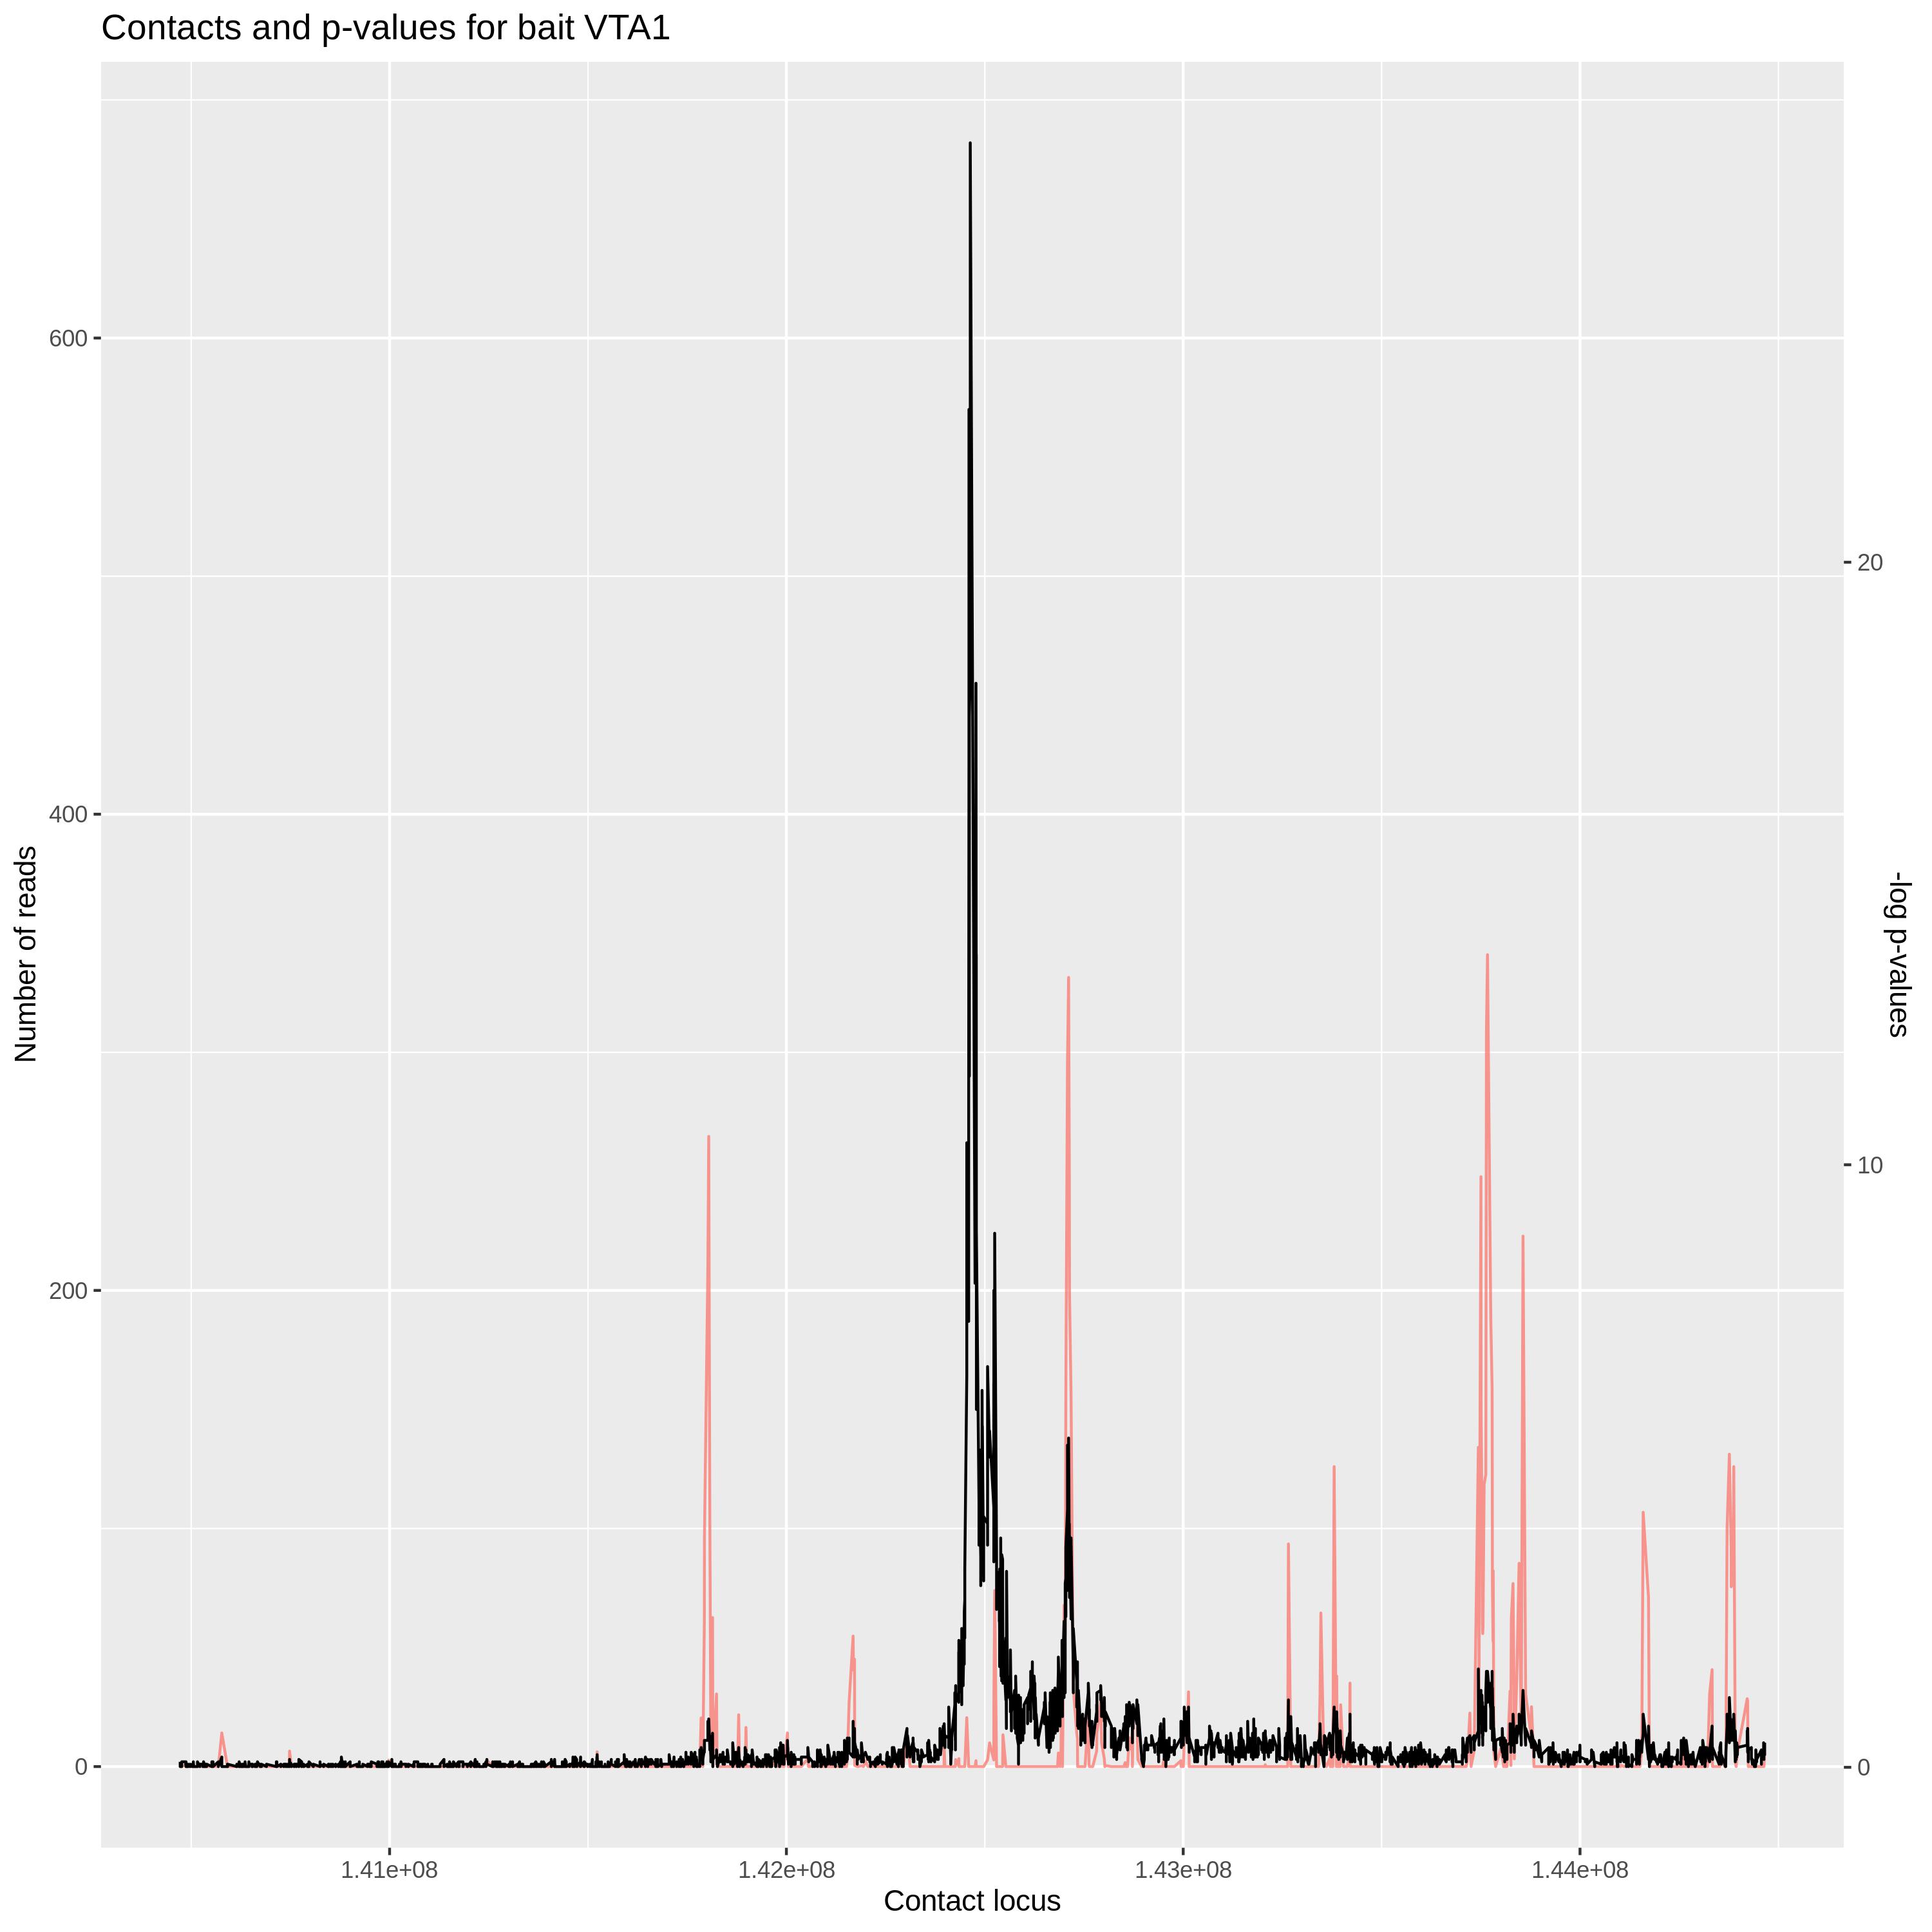 Contacts and p-values for bait VTA1
600
400
200
0
20
10
0
Number of reads
-log p-values
1.41e+08 1.42e+08 1.43e+08 1.44e+08
Contact locus